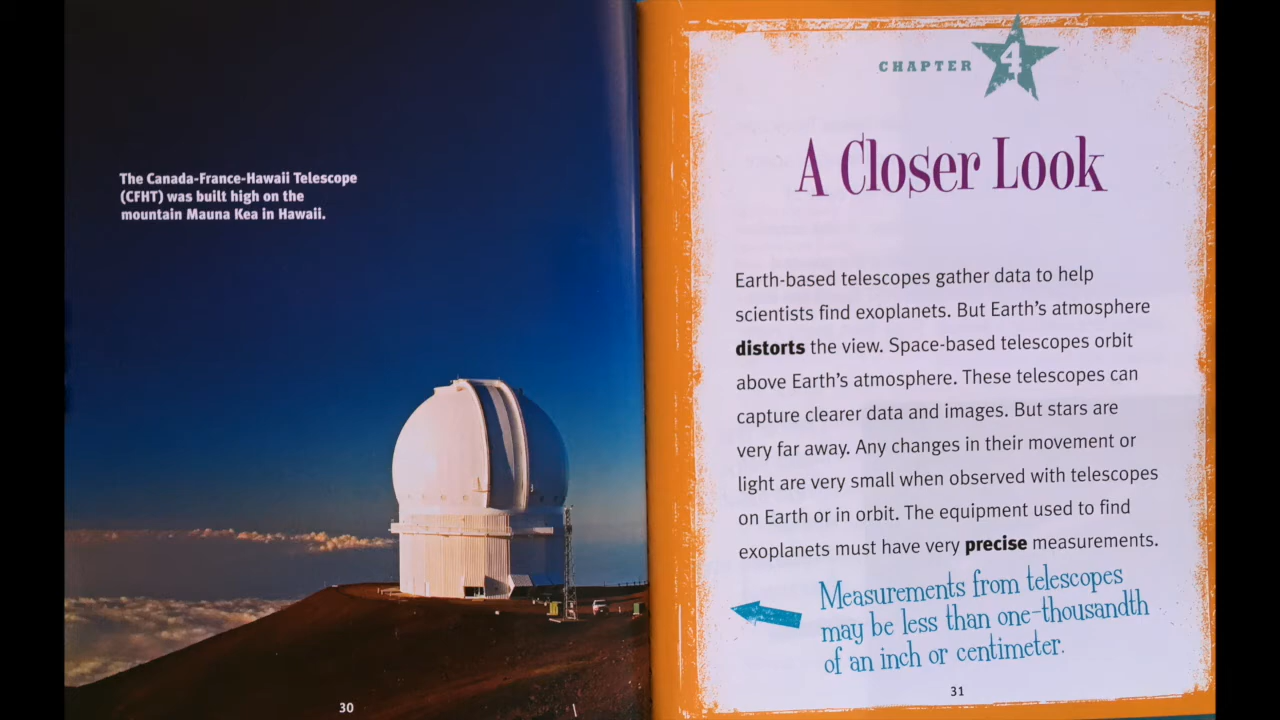 The Canada-France-Hawaii Telescope
(CFHT) was built high on the
mountain Mauna Kea in Hawaii.
30
CHAPTER 4
A Closer Look
Earth-based telescopes gather data to help
scientists find exoplanets. But Earth's atmosphere
distorts the view. Space-based telescopes orbit
above Earth's atmosphere. These telescopes can
capture clearer data and images. But stars are
very far away. Any changes in their movement or
light are very small when observed with telescopes
on Earth or in orbit. The equipment used to find
exoplanets must have very precise measurements.
Measurements from telescopes
may be less than one-thousandth
of an inch or centimeter.
31